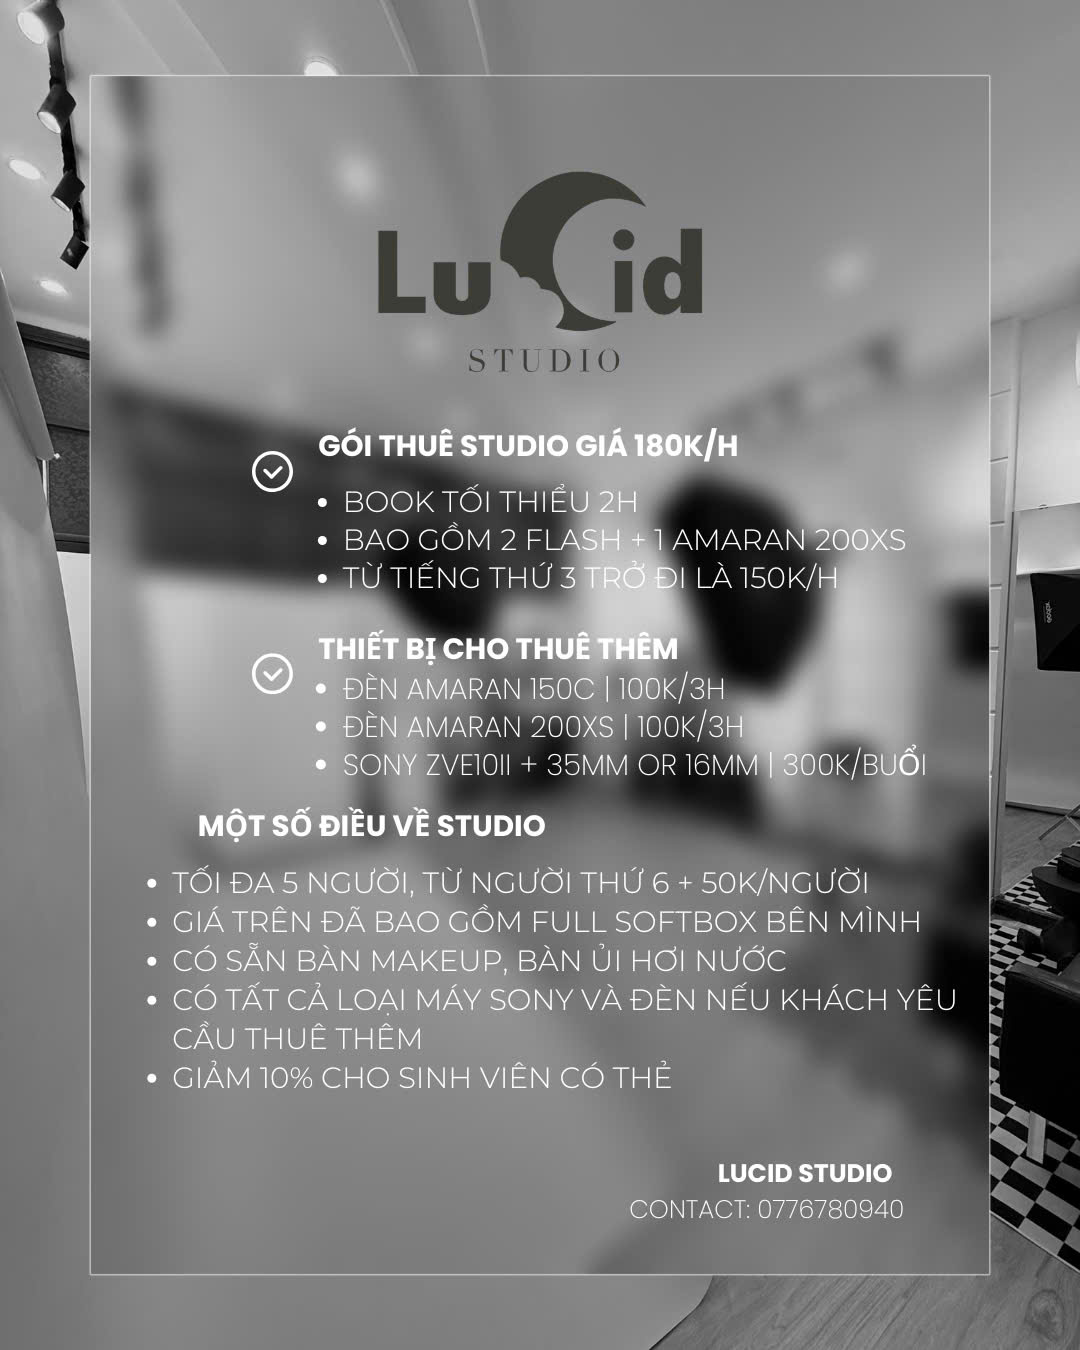 LuCid
STUDIO
GÓI THUÊ STUDIO GIÁ 180K/H
• BOOK TỐI THIỂU 2H
• BAO GỒM 2 FLASH + 1 AMARAN 200XS
• TỪ TIẾNG THỨ 3 TRỞ ĐI LÀ 150K/H
THIẾT BỊ CHO THUÊ THÊM
• ĐÈN AMARAN 150C | 100K/3H
• ĐÈN AMARAN 200XS | 100K/3H
• SONY ZVE10II + 35MM OR 16MM | 300K/BUỔI
MỘT SỐ ĐIỀU VỀ STUDIO
• TỐI ĐA 5 NGƯỜI, TỪ NGƯỜI THỨ 6 + 50K/NGƯỜI
• GIÁ TRÊN ĐÃ BAO GỒM FULL SOFTBOX BÊN MÌNH
• CÓ SẴN BÀN MAKEUP, BÀN ỦI HƠI NƯỚC
• CÓ TẤT CẢ LOẠI MÁY SONY VÀ ĐÈN NẾU KHÁCH YÊU
CẦU THUÊ THÊM
• GIẢM 10% CHO SINH VIÊN CÓ THẺ
LUCID STUDIO
CONTACT: 0776780940